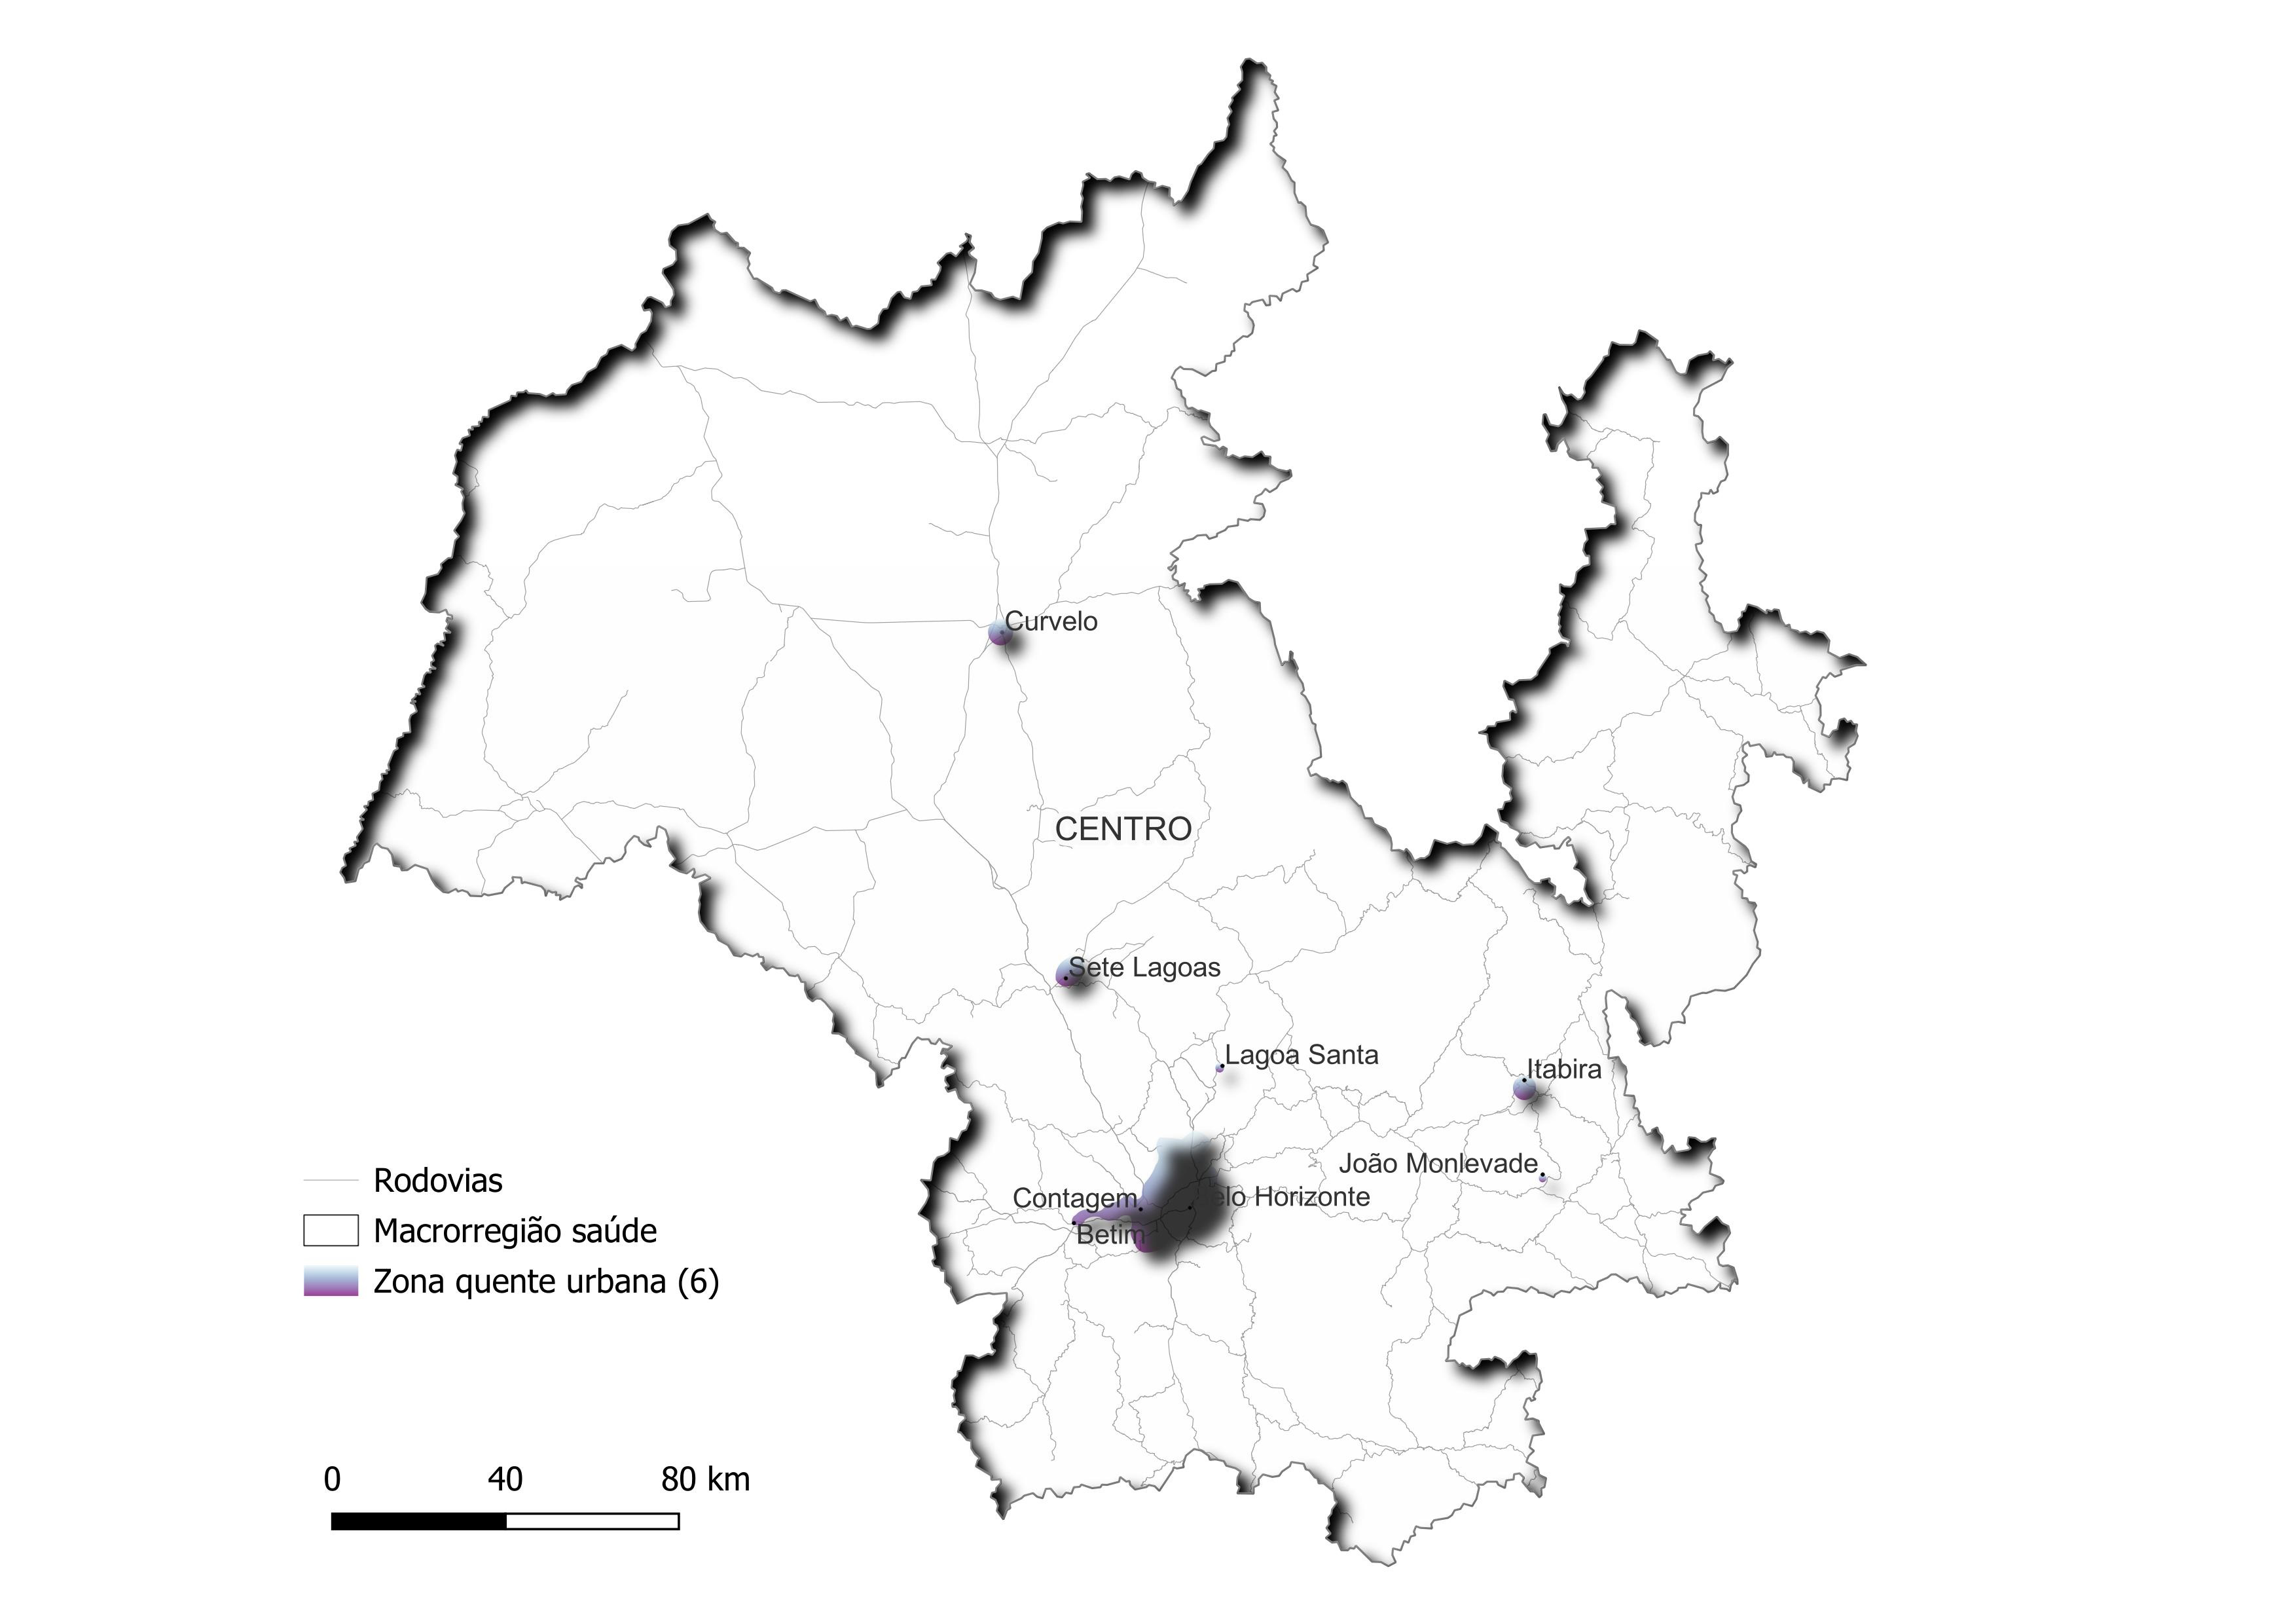 Curvelo
CENTRO
Sete Lagoas
Lagoa Santa
Itabira
João Monlevade
Contagem
elo Horizonte
Betim
Rodovias
Macrorregião saúde
Zona quente urbana (6)
0 40 80 km